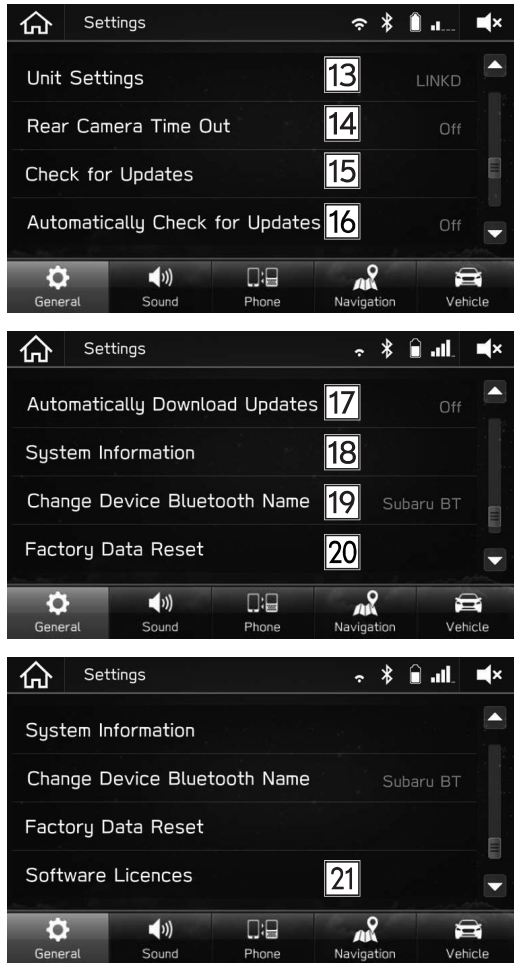 Settings
Unit Settings 13 LINKD
Rear Camera Time Out 14 Off
Check for Updates 15
Automatically Check for Updates 16 Off
General Sound Phone Navigation Vehicle
Settings
Automatically Download Updates 17 Off
System Information 18
Change Device Bluetooth Name 19 Subaru BT
Factory Data Reset 20
General Sound Phone Navigation Vehicle
Settings
System Information
Change Device Bluetooth Name Subaru BT
Factory Data Reset
Software Licences 21
General Sound Phone Navigation Vehicle